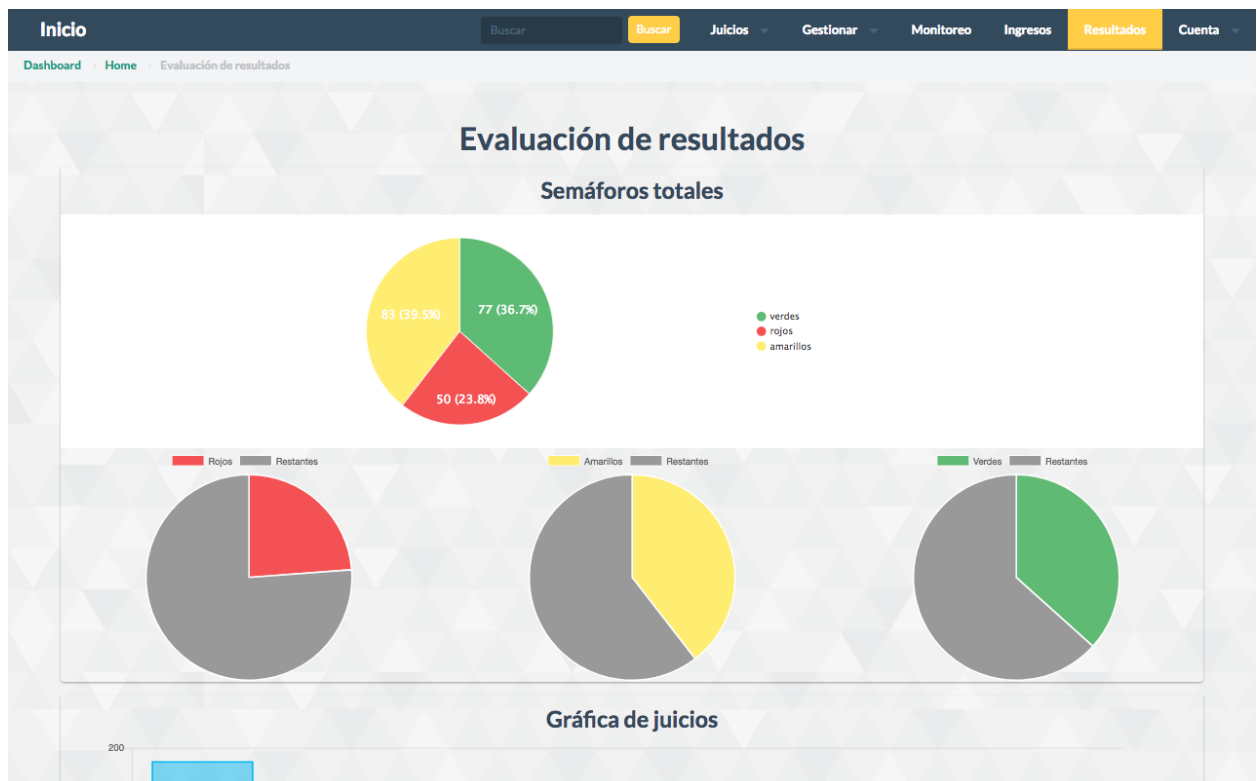 Inicio
Buscar Buscar Juicios Gestionar Monitoreo Ingresos Resultados Cuenta
Dashboard / Home / Evaluación de resultados
Evaluación de resultados
Semáforos totales
83 (39.5%) 77 (36.7%)
50 (23.8%)
verdes
rojos
amarillos
Rojos Restantes
Amarillos Restantes
Verdes Restantes
Gráfica de juicios
200